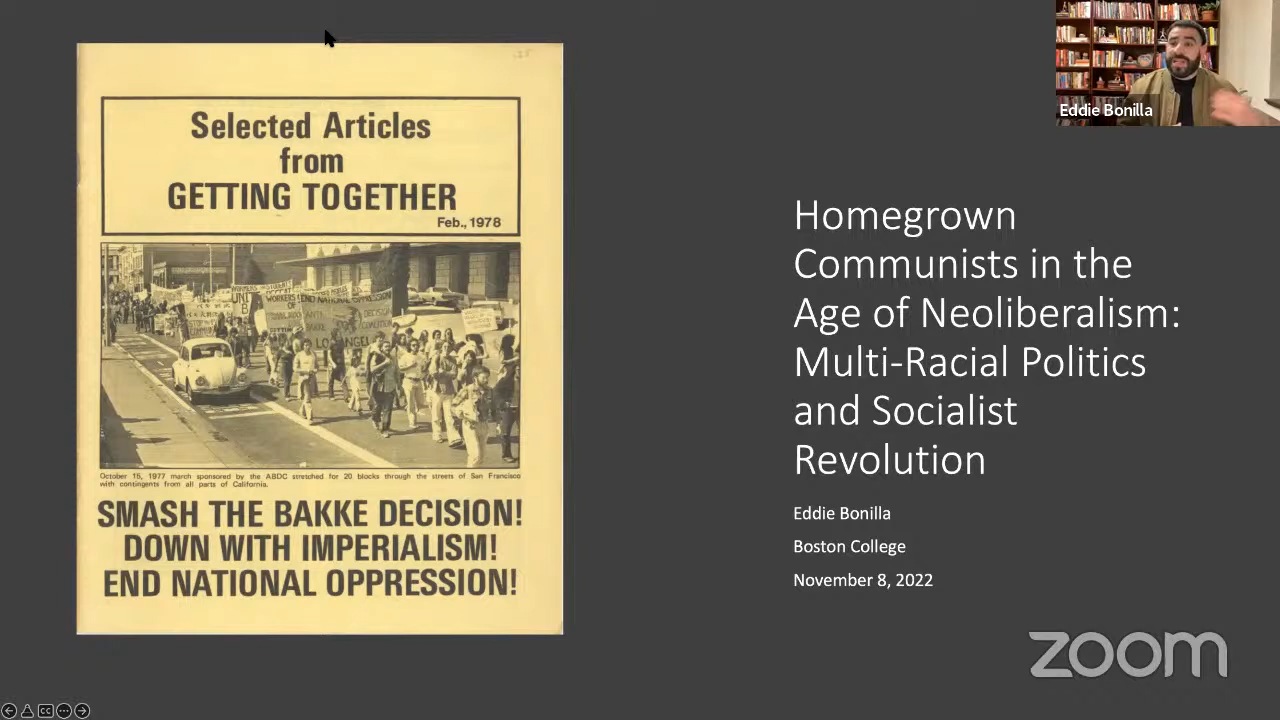 Selected Articles
from
GETTING TOGETHER
Feb., 1978
October 15, 1977 march sponsored by the ABDC stretched for 20 blocks through the streets of San Francisco
with contingents from all parts of California.
SMASH THE BAKKE DECISION!
DOWN WITH IMPERIALISM!
END NATIONAL OPPRESSION!
Eddie Bonilla
Homegrown
Communists in the
Age of Neoliberalism:
Multi-Racial Politics
and Socialist
Revolution
Eddie Bonilla
Boston College
November 8, 2022
zoom
CC